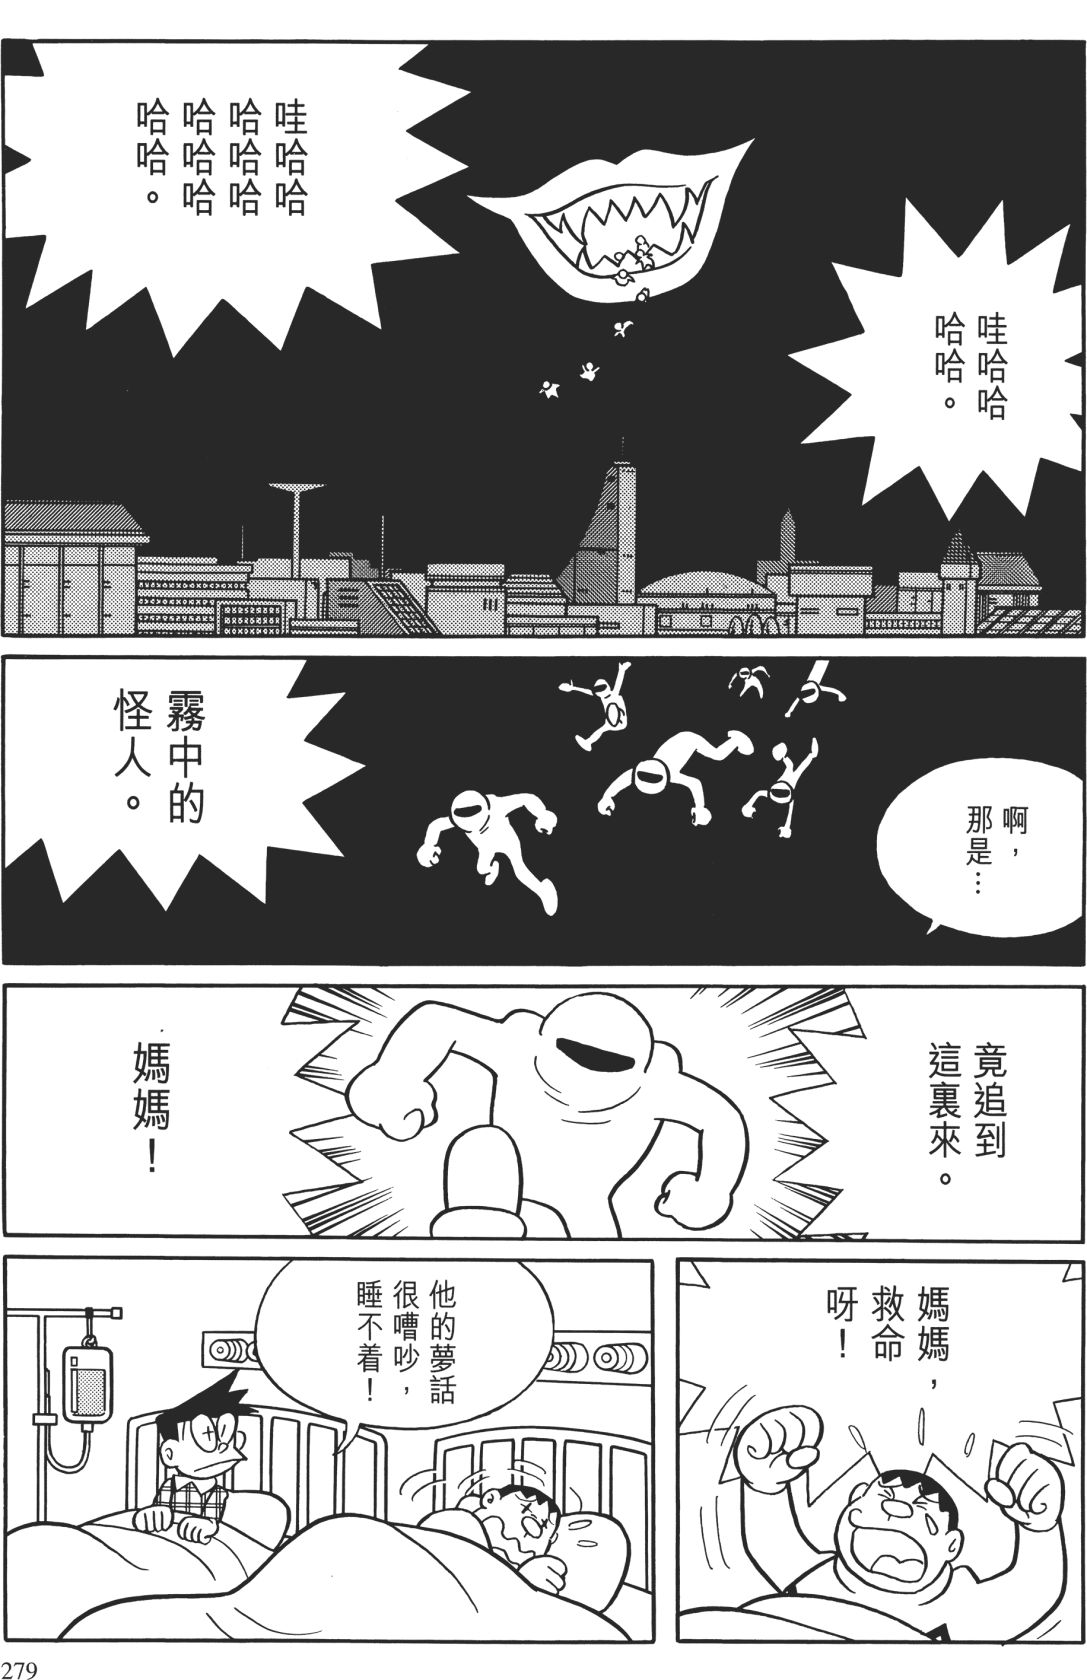 哇哈哈
哈哈。
哇哈哈
哈哈哈
哈哈哈
哈哈。
啊，
那是…
霧中的
怪人。
竟追到
這裏來。
媽媽！
媽媽，
救命
呀！
他的夢話
很嘈吵，
睡不着！
279